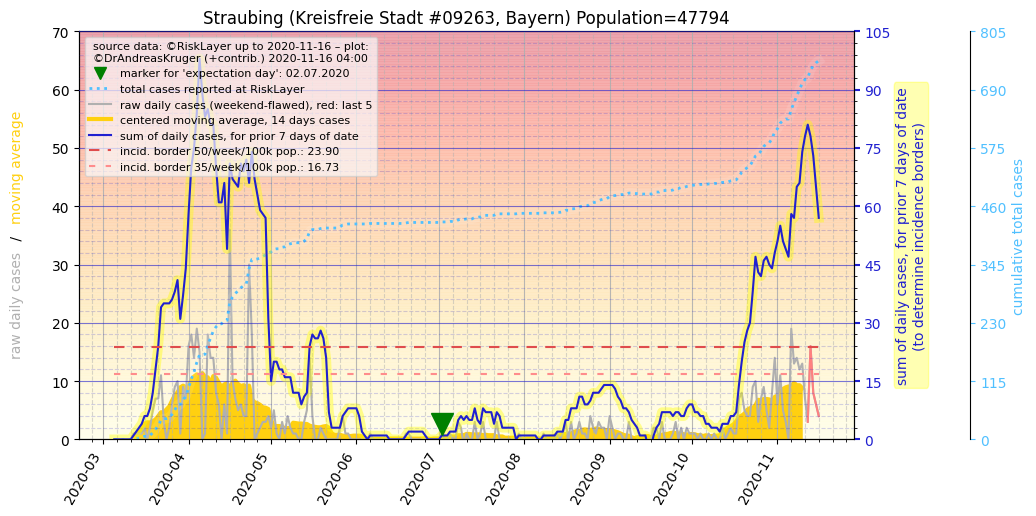 Straubing (Kreisfreie Stadt #09263, Bayern) Population=47794
source data: ©RiskLayer up to 2020-11-16 – plot:
©DrAndreasKruger (+contrib.) 2020-11-16 04:00
marker for 'expectation day': 02.07.2020
total cases reported at RiskLayer
raw daily cases (weekend-flawed), red: last 5
centered moving average, 14 days cases
sum of daily cases, for prior 7 days of date
incid. border 50/week/100k pop.: 23.90
incid. border 35/week/100k pop.: 16.73
raw daily cases / moving average
70
60
50
40
30
20
10
0
105
90
75
60
45
30
15
0
sum of daily cases, for prior 7 days of date
(to determine incidence borders)
805
690
575
460
345
230
115
0
cumulative total cases
2020-03
2020-04
2020-05
2020-06
2020-07
2020-08
2020-09
2020-10
2020-11